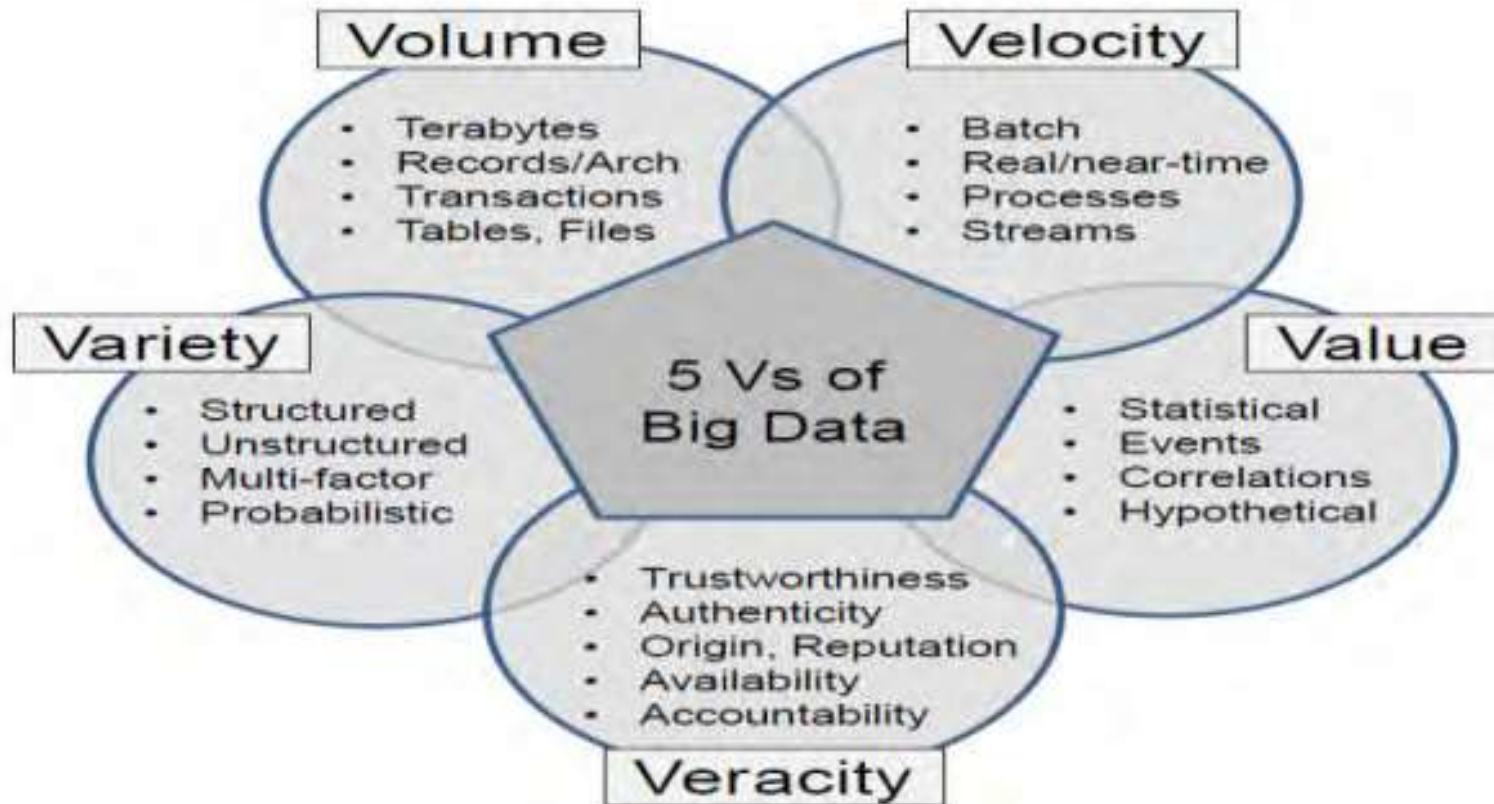 Volume
• Terabytes
• Records/Arch
• Transactions
• Tables, Files
Velocity
• Batch
• Real/near-time
• Processes
• Streams
Variety
• Structured
• Unstructured
• Multi-factor
• Probabilistic
5 Vs of
Big Data
Value
• Statistical
• Events
• Correlations
• Hypothetical
• Trustworthiness
• Authenticity
• Origin, Reputation
• Availability
• Accountability
Veracity